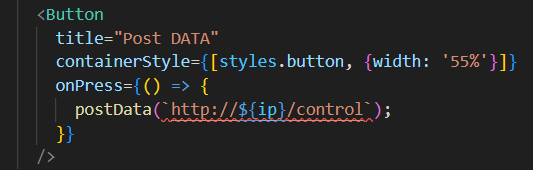 <Button
title="Post DATA"
containerStyle={[styles.button, {width: '55%'}]}
onPress={() => {
postData(`http://${ip}/control`);
}}
/>